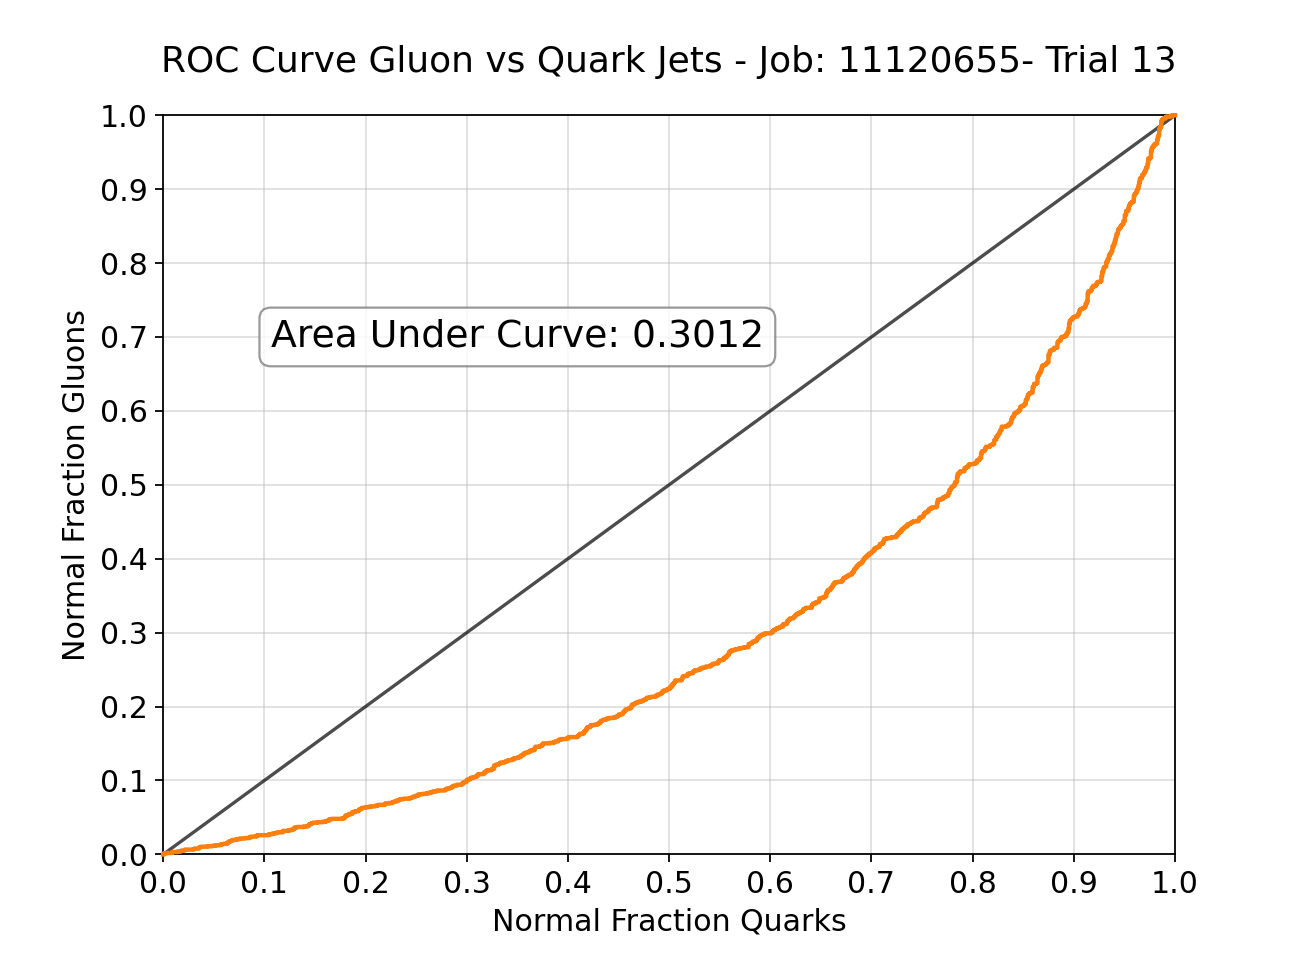 ROC Curve Gluon vs Quark Jets - Job: 11120655- Trial 13
1.0
0.9
0.8
Area Under Curve: 0.3012
0.7
0.6
0.5
0.4
0.3
0.2
0.1
0.0
Normal Fraction Gluons
0.0 0.1 0.2 0.3 0.4 0.5 0.6 0.7 0.8 0.9 1.0
Normal Fraction Quarks